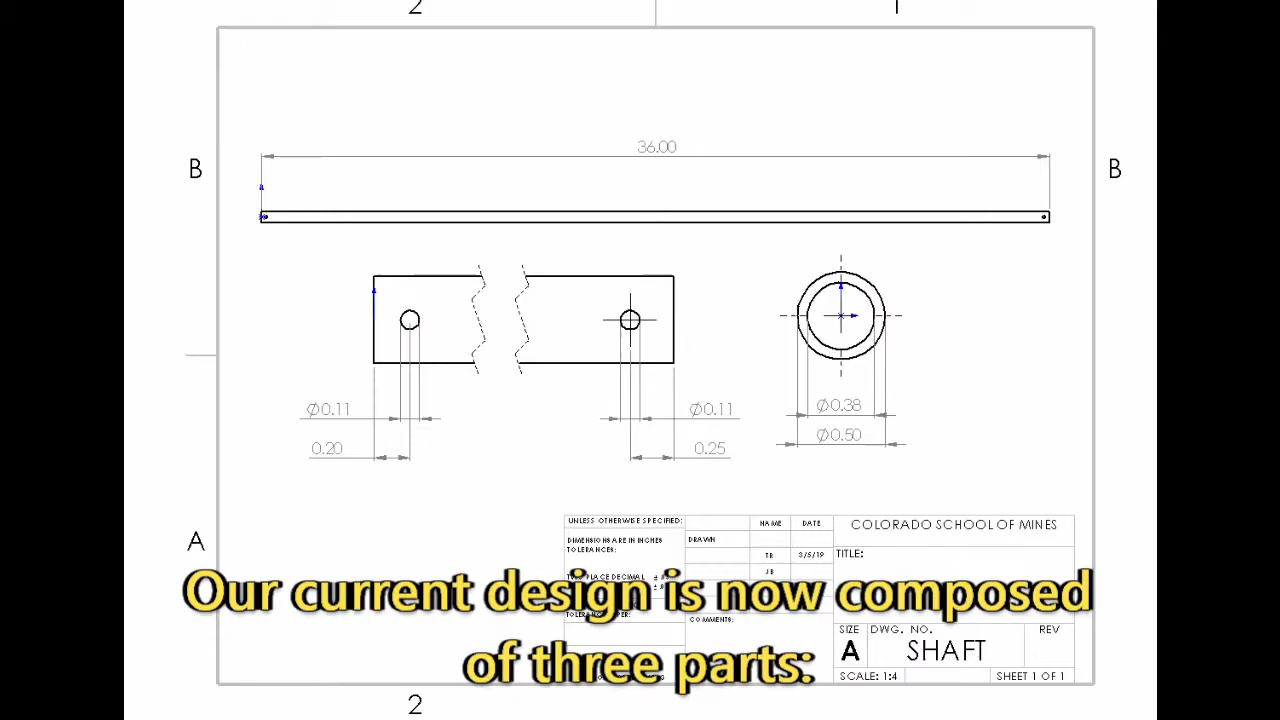 2 1
36.00
B B
Ø0.11 Ø0.11 Ø0.38
0.20 0.25 Ø0.50
A
UNLESS OTHERWISE SPECIFIED: NAME DATE COLORADO SCHOOL OF MINES
DIMENSIONS ARE IN INCHES DRAWN
TOLERANCES: TR 3/5/19 TITLE:
JB
PLACE DECIMAL ±
Our current design is now composed
COMMENTS:
SIZE DWG. NO. REV
A SHAFT
of three parts:
SCALE: 1:4 SHEET 1 OF 1
2